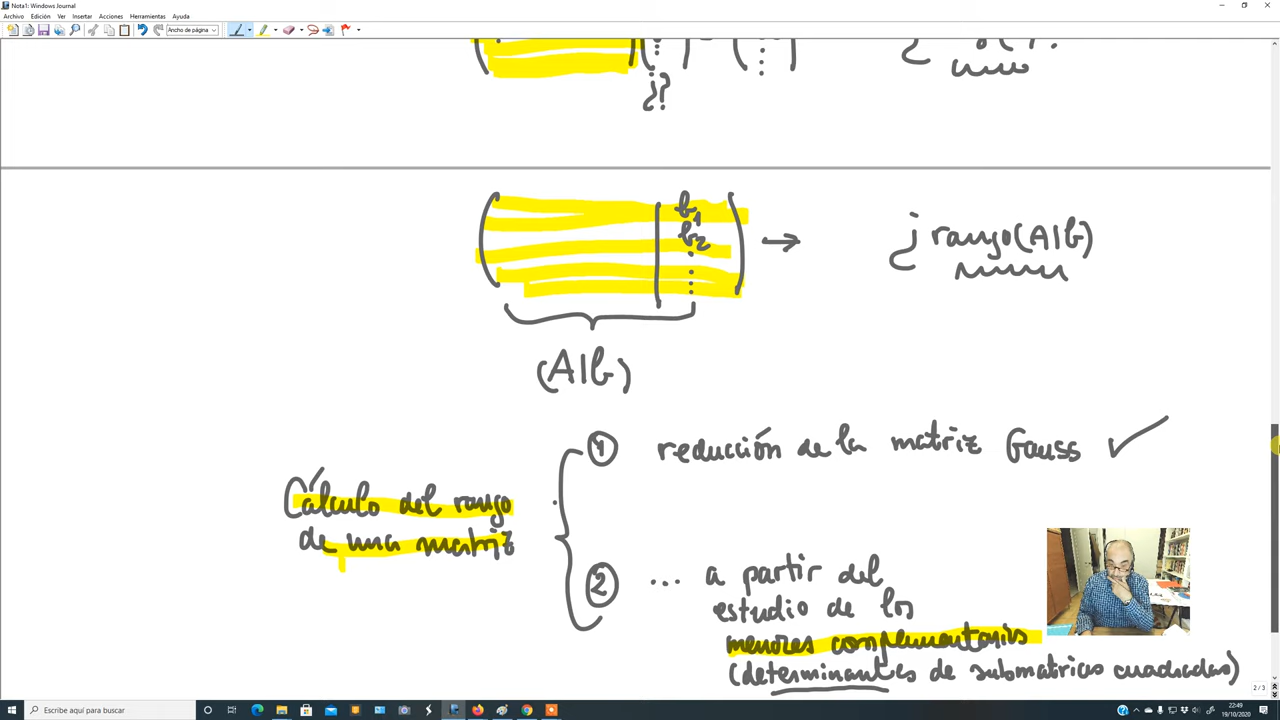 Nota1: Windows Journal
Archivo Edición Ver Insertar Acciones Herramientas Ayuda
Ancho de página
¿?
b1
b2
¿ rango(A|b)
(A|b)
Cálculo del rango
de una matriz
1 reducción de la matriz Gauss ✓
2 ... a partir del
estudio de los
menores complementarios
(determinantes de submatrices cuadradas)
2 / 3
Escribe aquí para buscar
22:49
19/10/2020